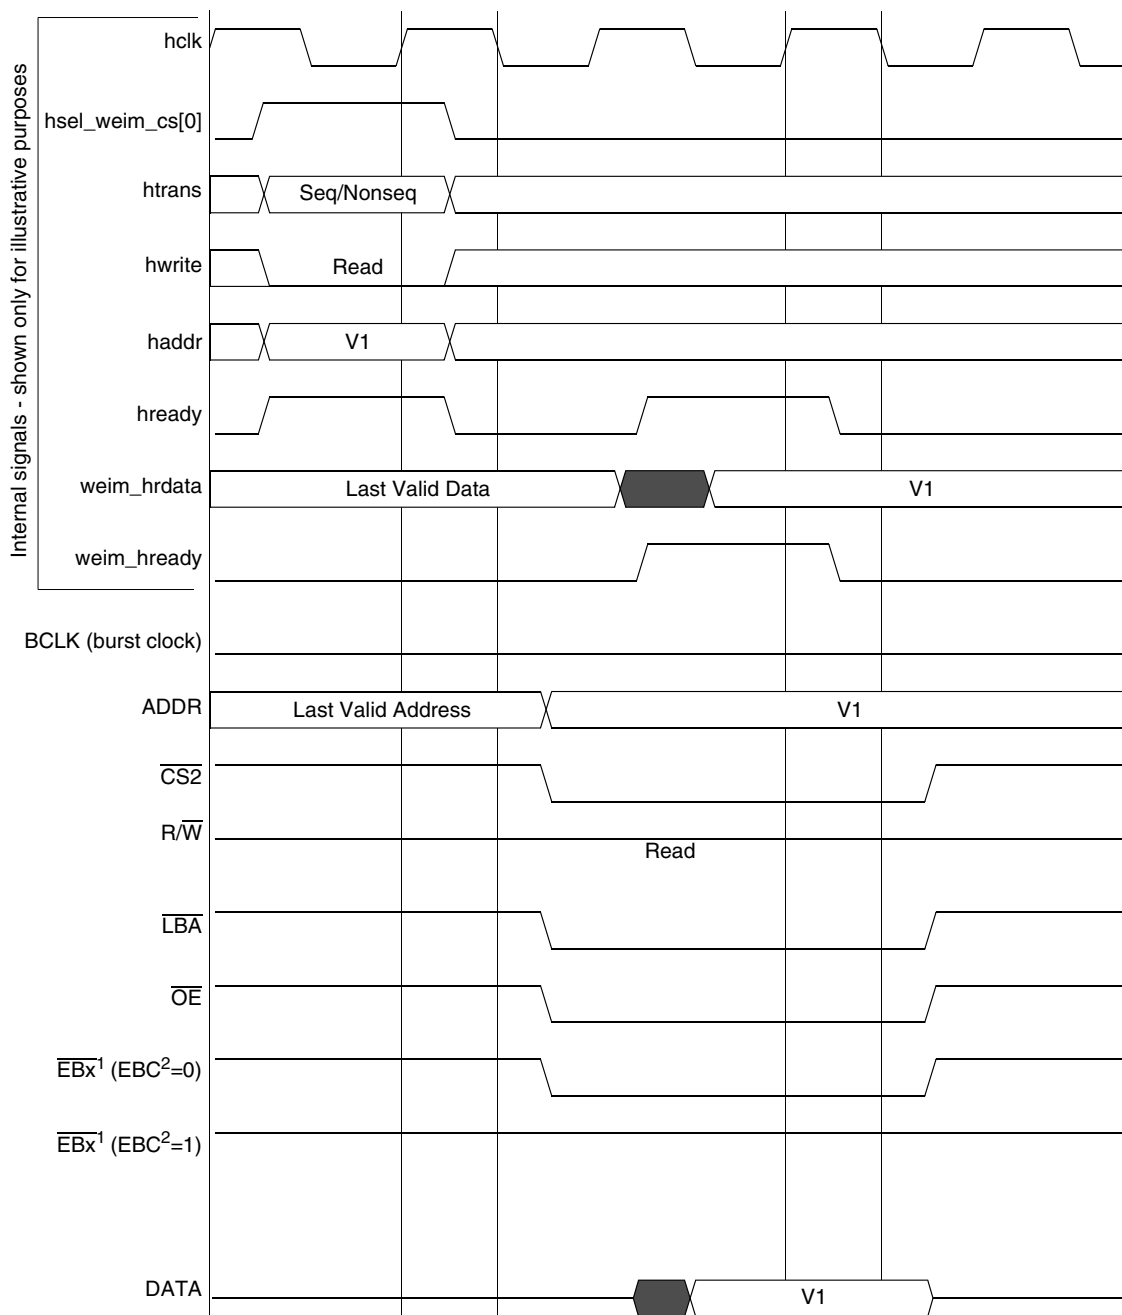 Internal signals - shown only for illustrative purposes
hclk
hsel_weim_cs[0]
htrans
Seq/Nonseq
hwrite
Read
haddr
V1
hready
weim_hrdata
Last Valid Data
V1
weim_hready
BCLK (burst clock)
ADDR
Last Valid Address
V1
CS2
R/W
Read
LBA
OE
EBx1 (EBC2=0)
EBx1 (EBC2=1)
DATA
V1